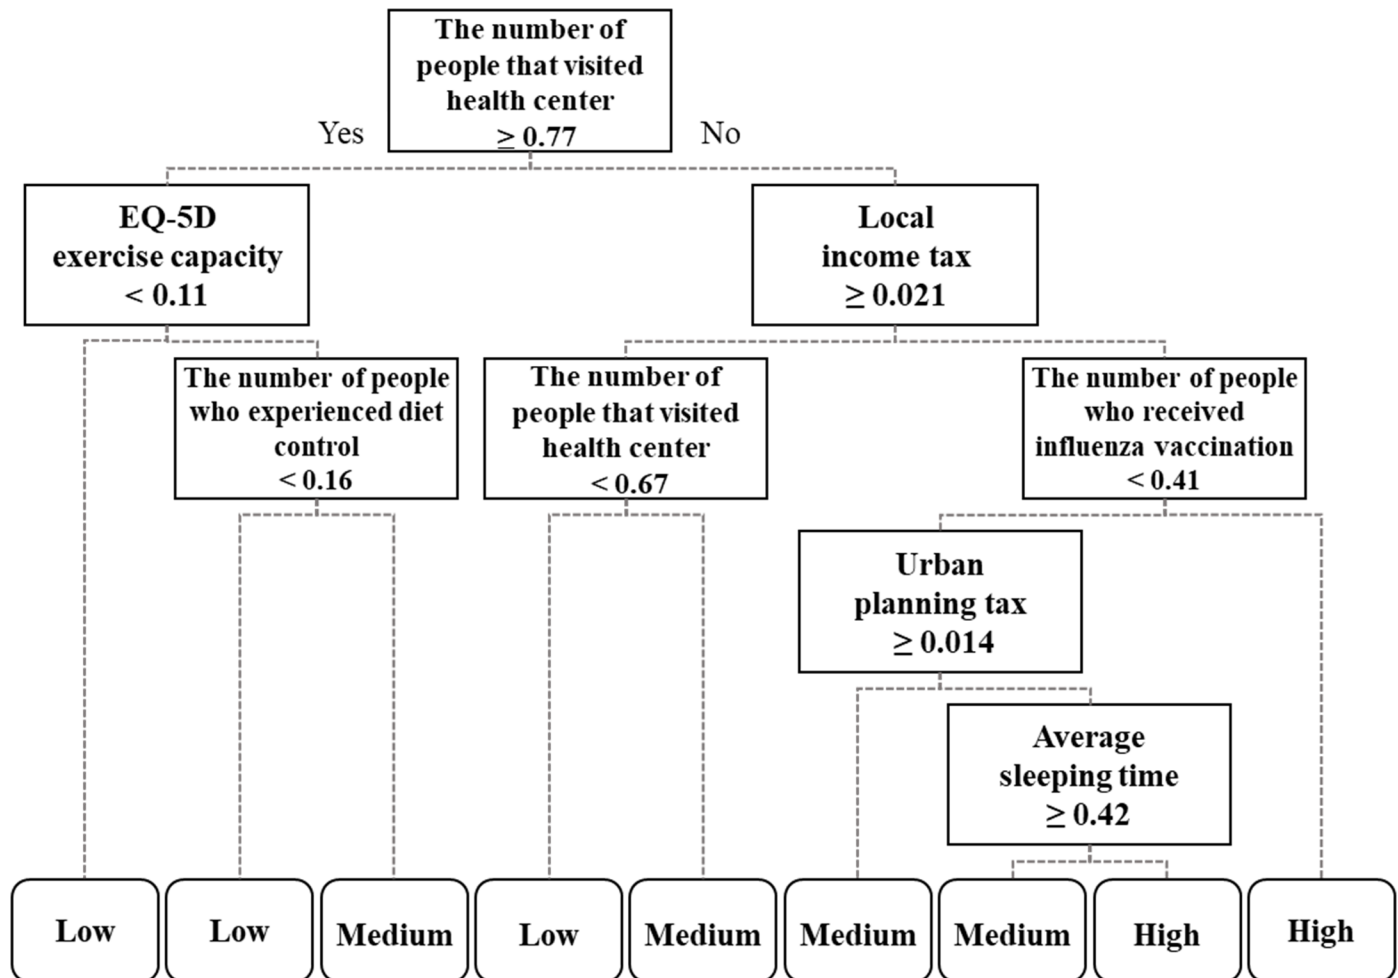 The number of
people that visited
health center
≥ 0.77
Yes
No
EQ-5D
exercise capacity
< 0.11
Local
income tax
≥ 0.021
The number of people
who experienced diet
control
< 0.16
The number of
people that visited
health center
< 0.67
The number of people
who received
influenza vaccination
< 0.41
Urban
planning tax
≥ 0.014
Average
sleeping time
≥ 0.42
Low
Low
Medium
Low
Medium
Medium
Medium
High
High